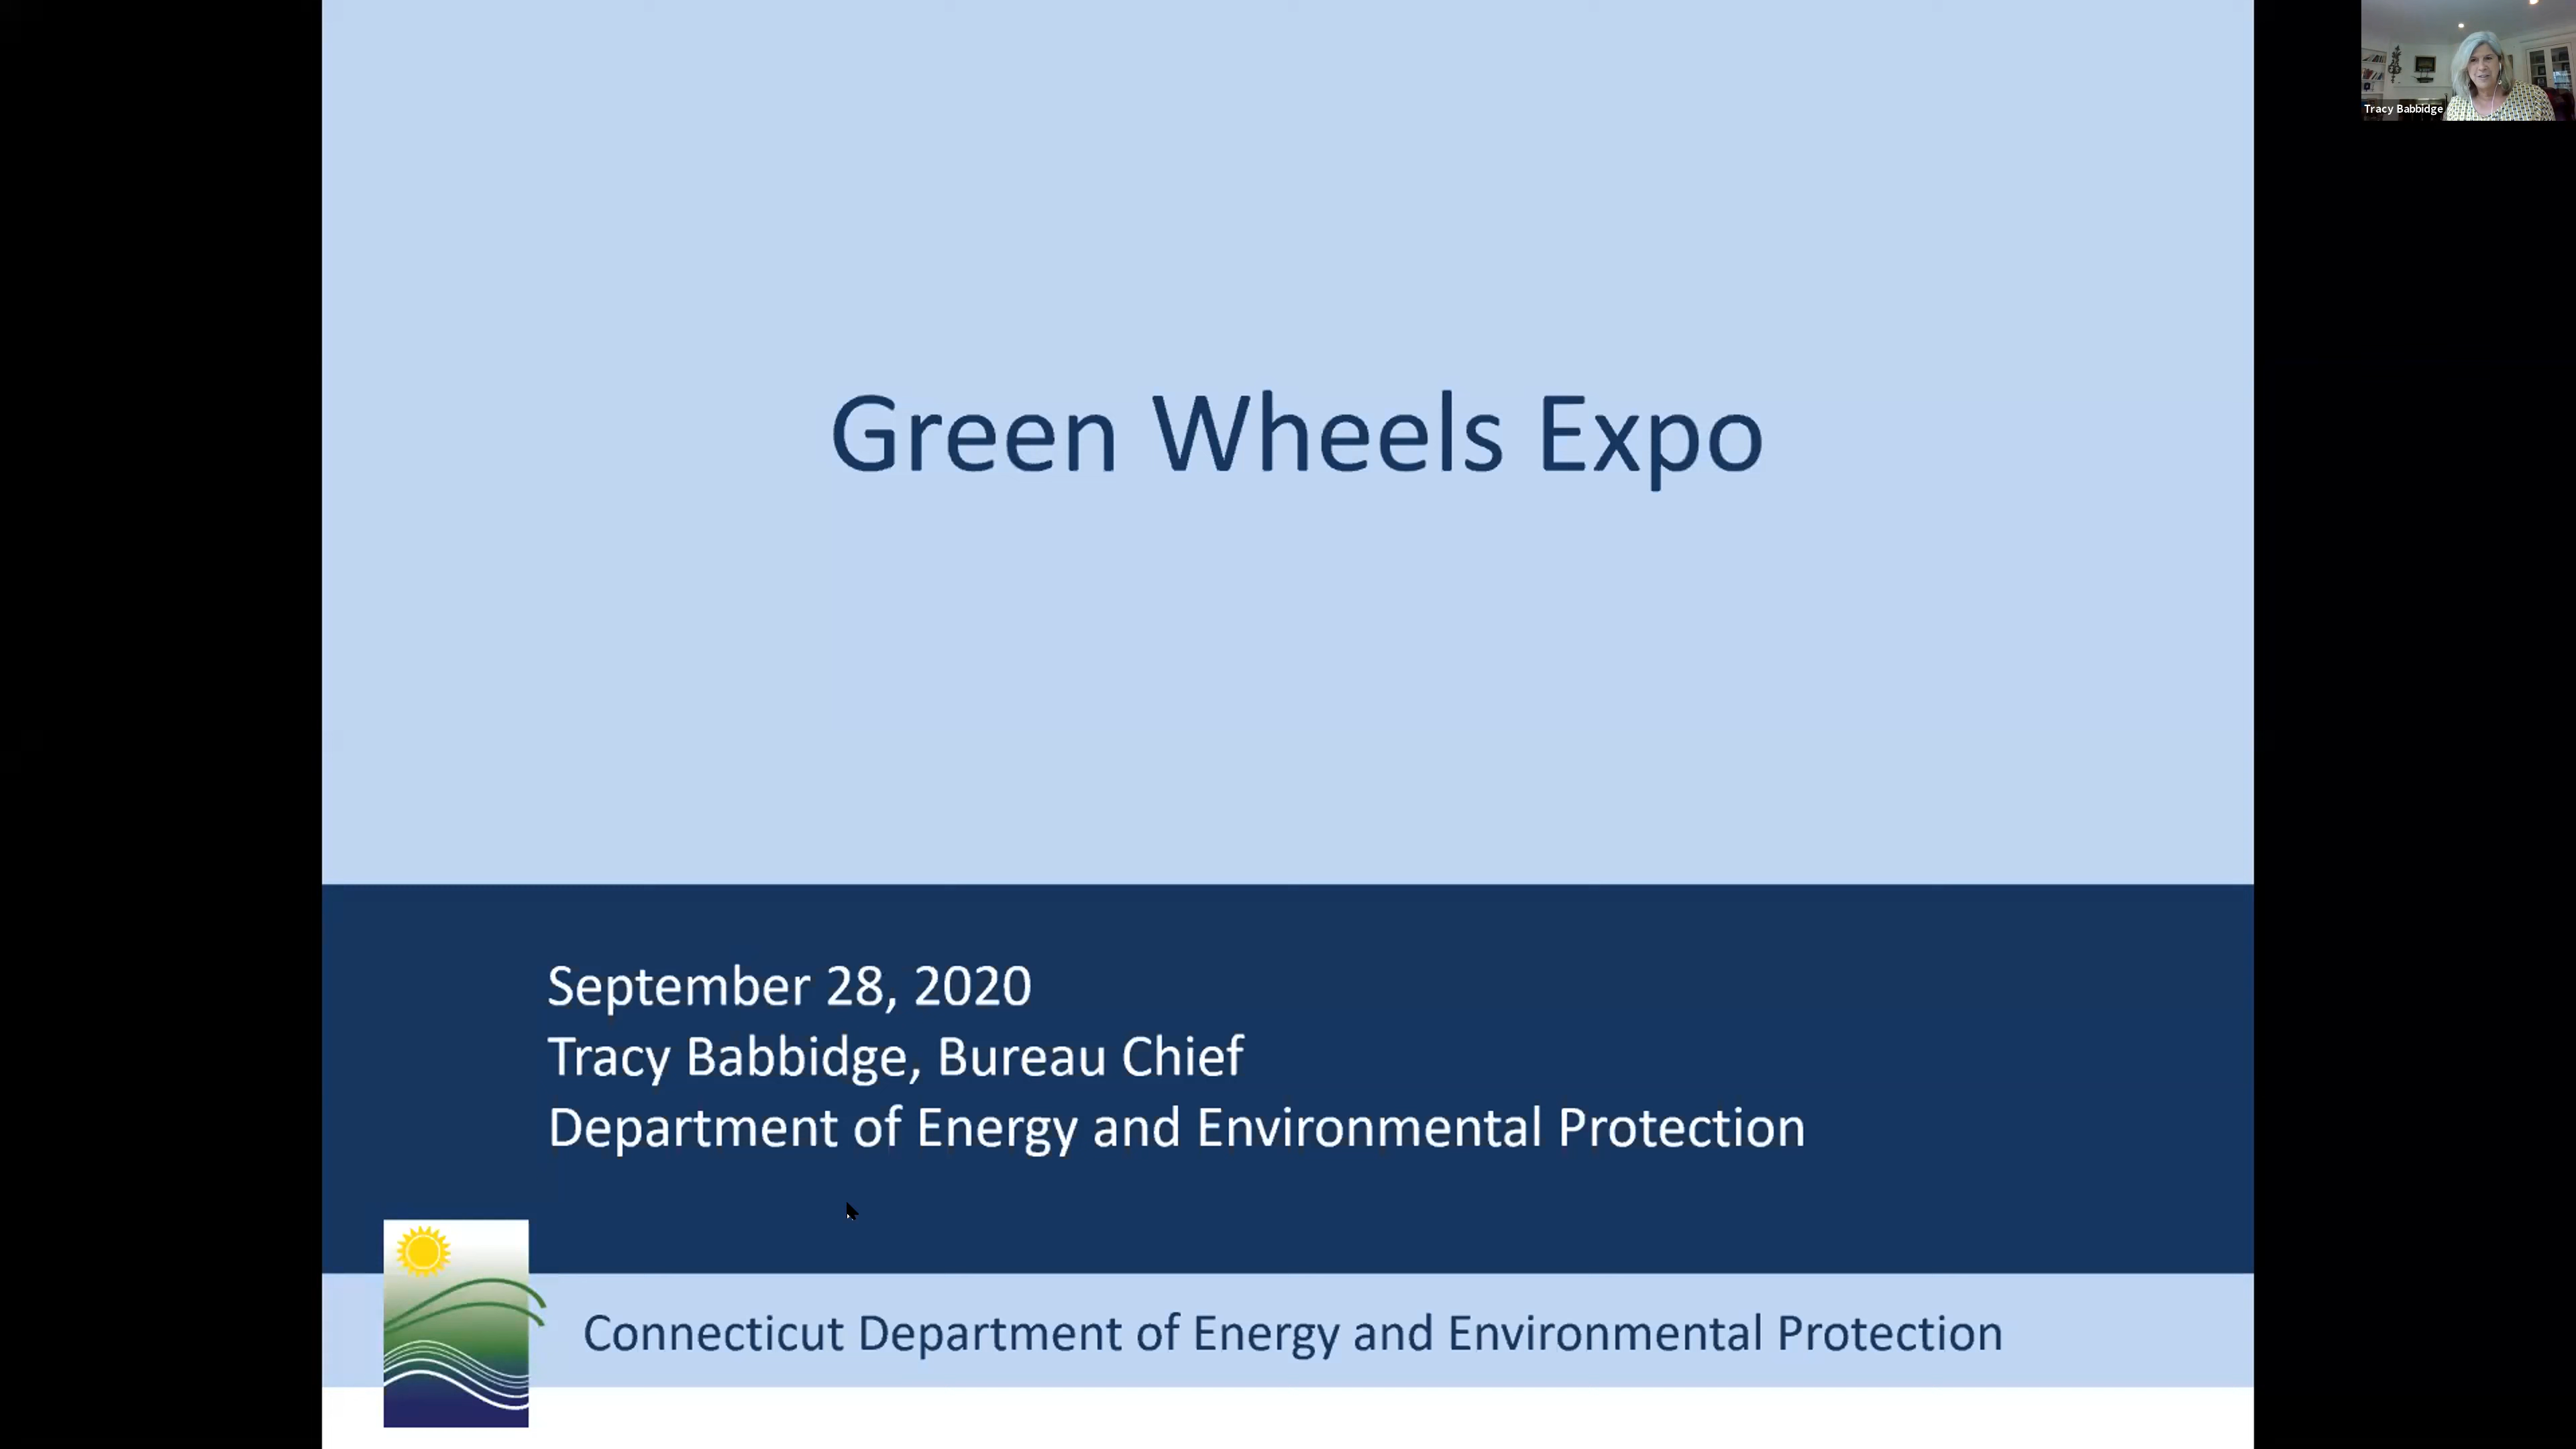 Tracy Babbidge
Green Wheels Expo
September 28, 2020
Tracy Babbidge, Bureau Chief
Department of Energy and Environmental Protection
Connecticut Department of Energy and Environmental Protection